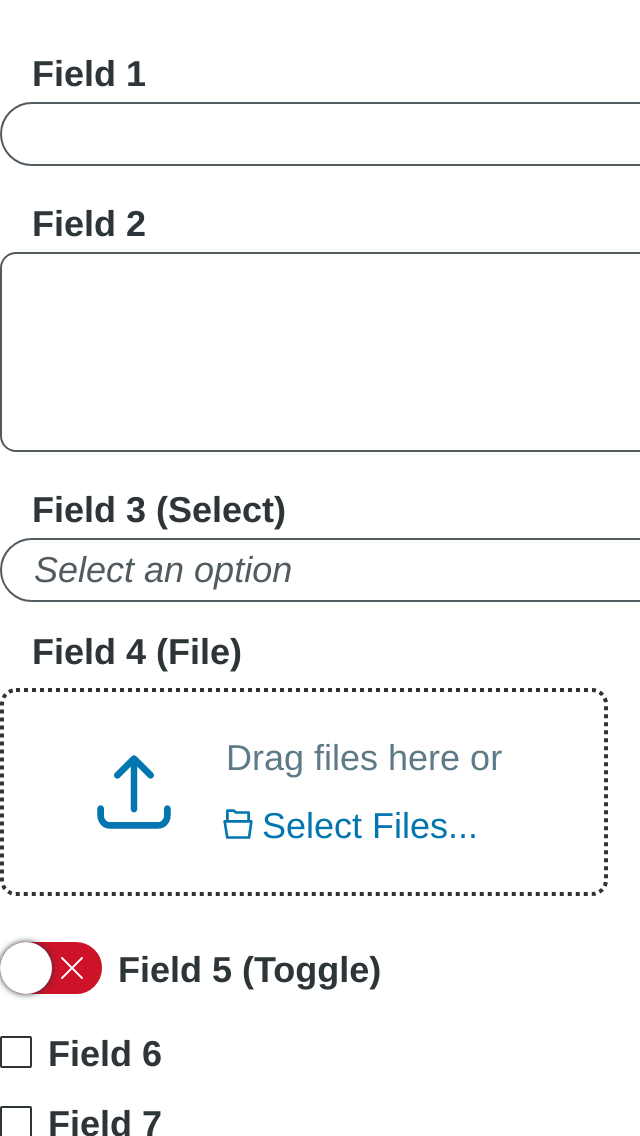 Field 1
Field 2
Field 3 (Select)
Select an option
Field 4 (File)
Drag files here or
Select Files...
Field 5 (Toggle)
Field 6
Field 7